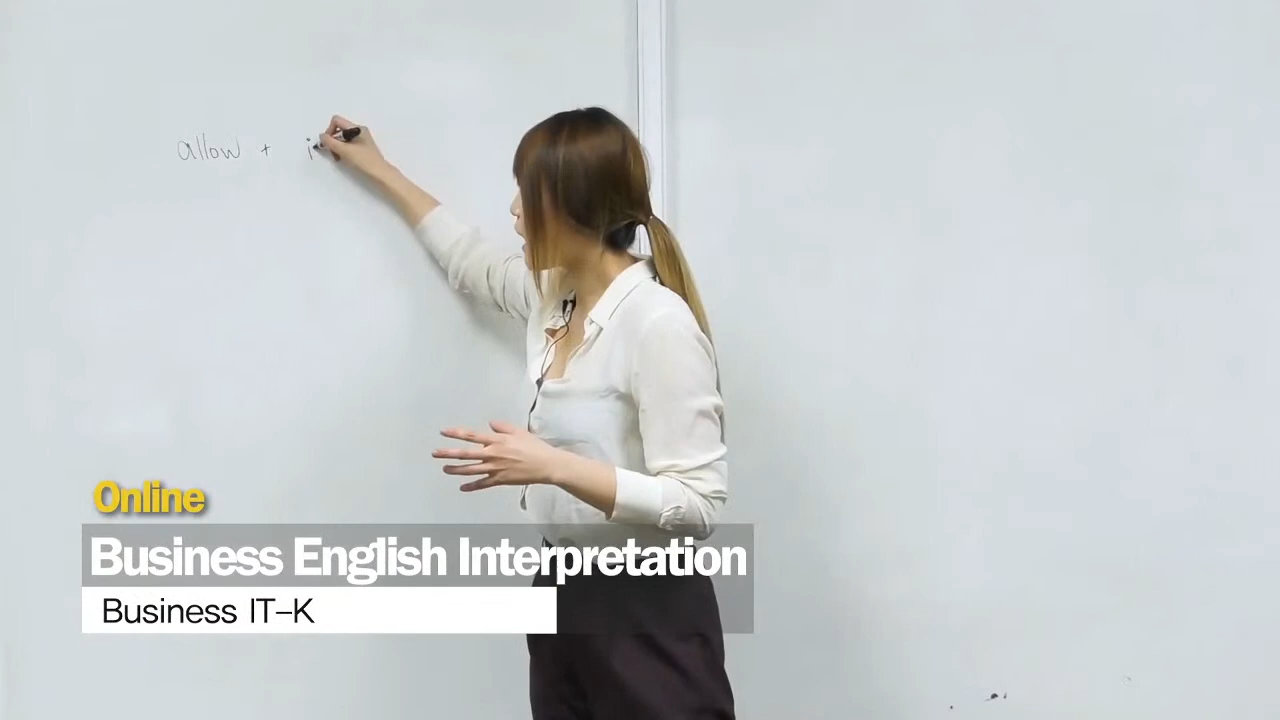 allow + i
Online
Business English Interpretation
Business IT-K